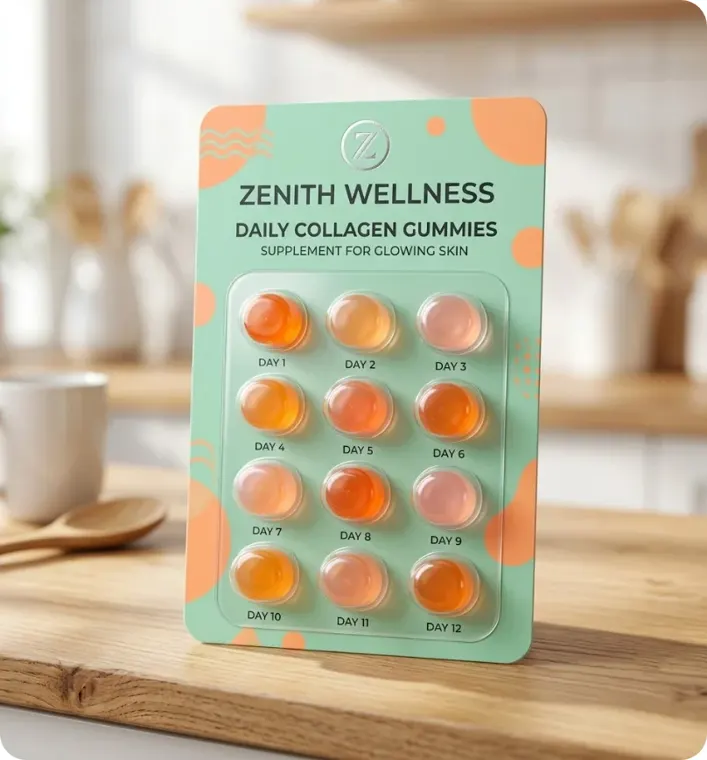 Z
ZENITH WELLNESS
DAILY COLLAGEN GUMMIES
SUPPLEMENT FOR GLOWING SKIN
DAY 1 DAY 2 DAY 3
DAY 4 DAY 5 DAY 6
DAY 7 DAY 8 DAY 9
DAY 10 DAY 11 DAY 12